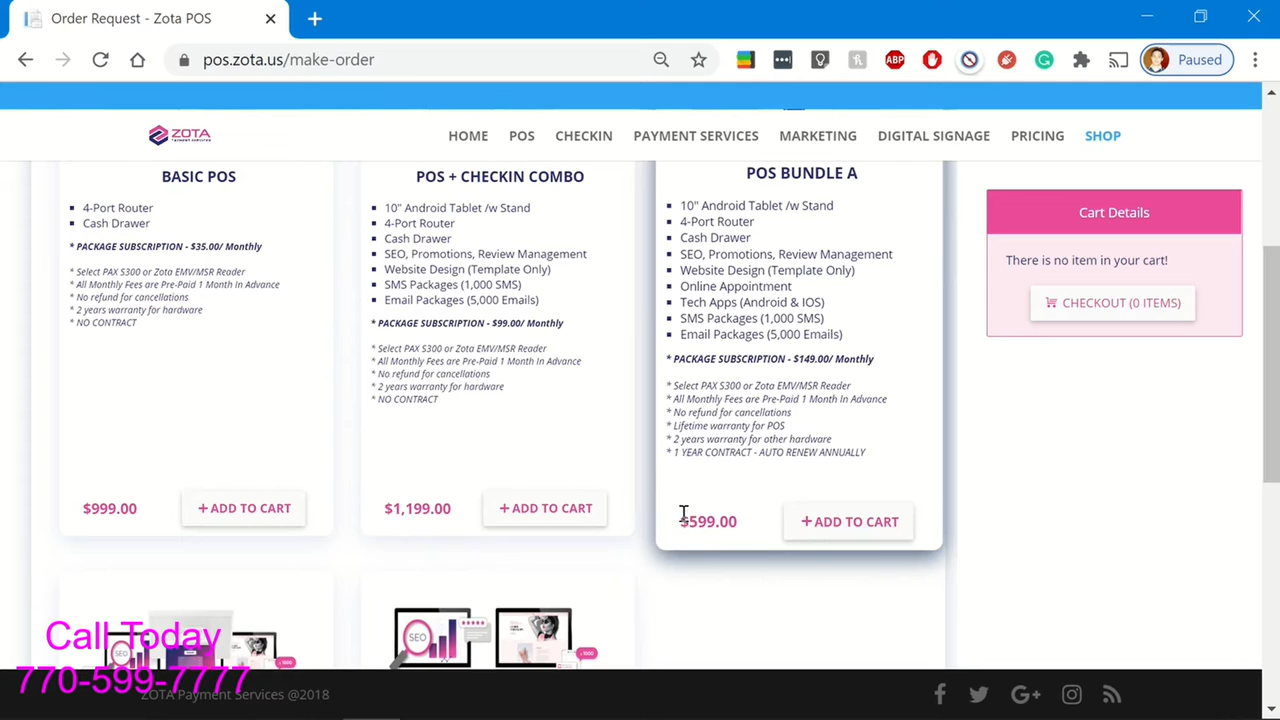 Order Request - Zota POS
pos.zota.us/make-order
ABP
Paused
ZOTA
PAYMENT SERVICES
HOME
POS
CHECKIN
PAYMENT SERVICES
MARKETING
DIGITAL SIGNAGE
PRICING
SHOP
BASIC POS
4-Port Router
Cash Drawer
* PACKAGE SUBSCRIPTION - $35.00/ Monthly
* Select PAX S300 or Zota EMV/MSR Reader
* All Monthly Fees are Pre-Paid 1 Month In Advance
* No refund for cancellations
* 2 years warranty for hardware
* NO CONTRACT
$999.00
+ ADD TO CART
POS + CHECKIN COMBO
10" Android Tablet /w Stand
4-Port Router
Cash Drawer
SEO, Promotions, Review Management
Website Design (Template Only)
SMS Packages (1,000 SMS)
Email Packages (5,000 Emails)
* PACKAGE SUBSCRIPTION - $99.00/ Monthly
* Select PAX S300 or Zota EMV/MSR Reader
* All Monthly Fees are Pre-Paid 1 Month In Advance
* No refund for cancellations
* 2 years warranty for hardware
* NO CONTRACT
$1,199.00
+ ADD TO CART
POS BUNDLE A
10" Android Tablet /w Stand
4-Port Router
Cash Drawer
SEO, Promotions, Review Management
Website Design (Template Only)
Online Appointment
Tech Apps (Android & IOS)
SMS Packages (1,000 SMS)
Email Packages (5,000 Emails)
* PACKAGE SUBSCRIPTION - $149.00/ Monthly
* Select PAX S300 or Zota EMV/MSR Reader
* All Monthly Fees are Pre-Paid 1 Month In Advance
* No refund for cancellations
* Lifetime warranty for POS
* 2 years warranty for other hardware
* 1 YEAR CONTRACT - AUTO RENEW ANNUALLY
$599.00
+ ADD TO CART
Cart Details
There is no item in your cart!
CHECKOUT (0 ITEMS)
SEO
SEO
Call Today
770-599-7777
ZOTA Payment Services @2018